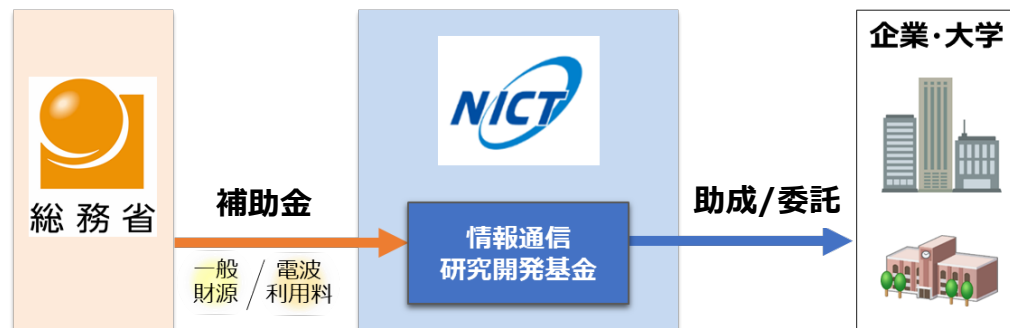 総務省
補助金
一般
財源
/
電波
利用料
NICT
情報通信
研究開発基金
助成/委託
企業・大学